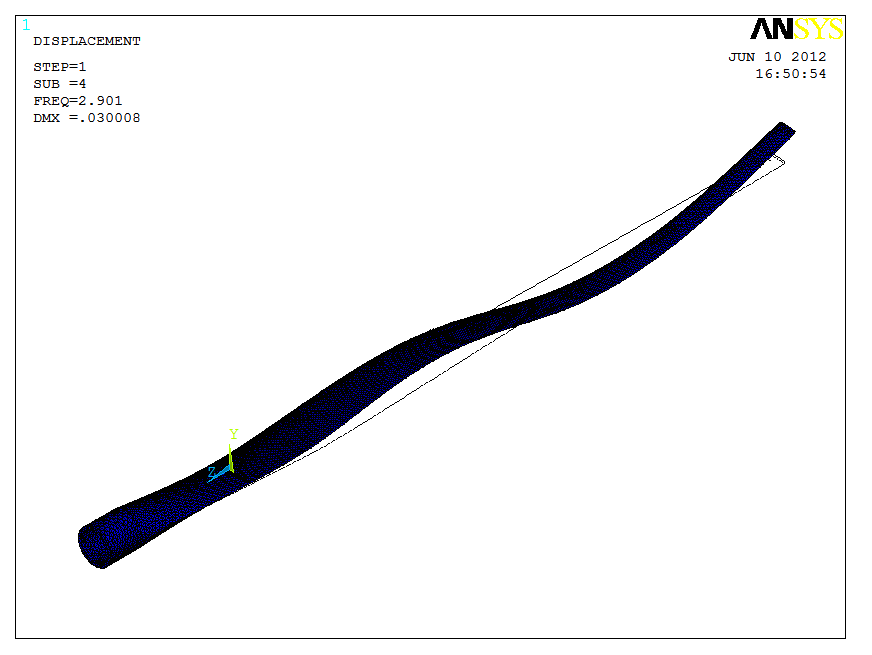 1
DISPLACEMENT
STEP=1
SUB =4
FREQ=2.901
DMX =.030008
ANSYS
JUN 10 2012
16:50:54
Y
Z